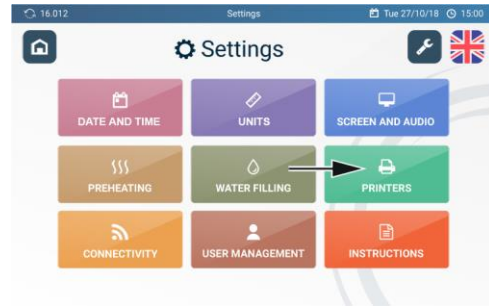 16.012 Settings Tue 27/10/18 15:00
Settings
DATE AND TIME UNITS SCREEN AND AUDIO
PREHEATING WATER FILLING PRINTERS
CONNECTIVITY USER MANAGEMENT INSTRUCTIONS